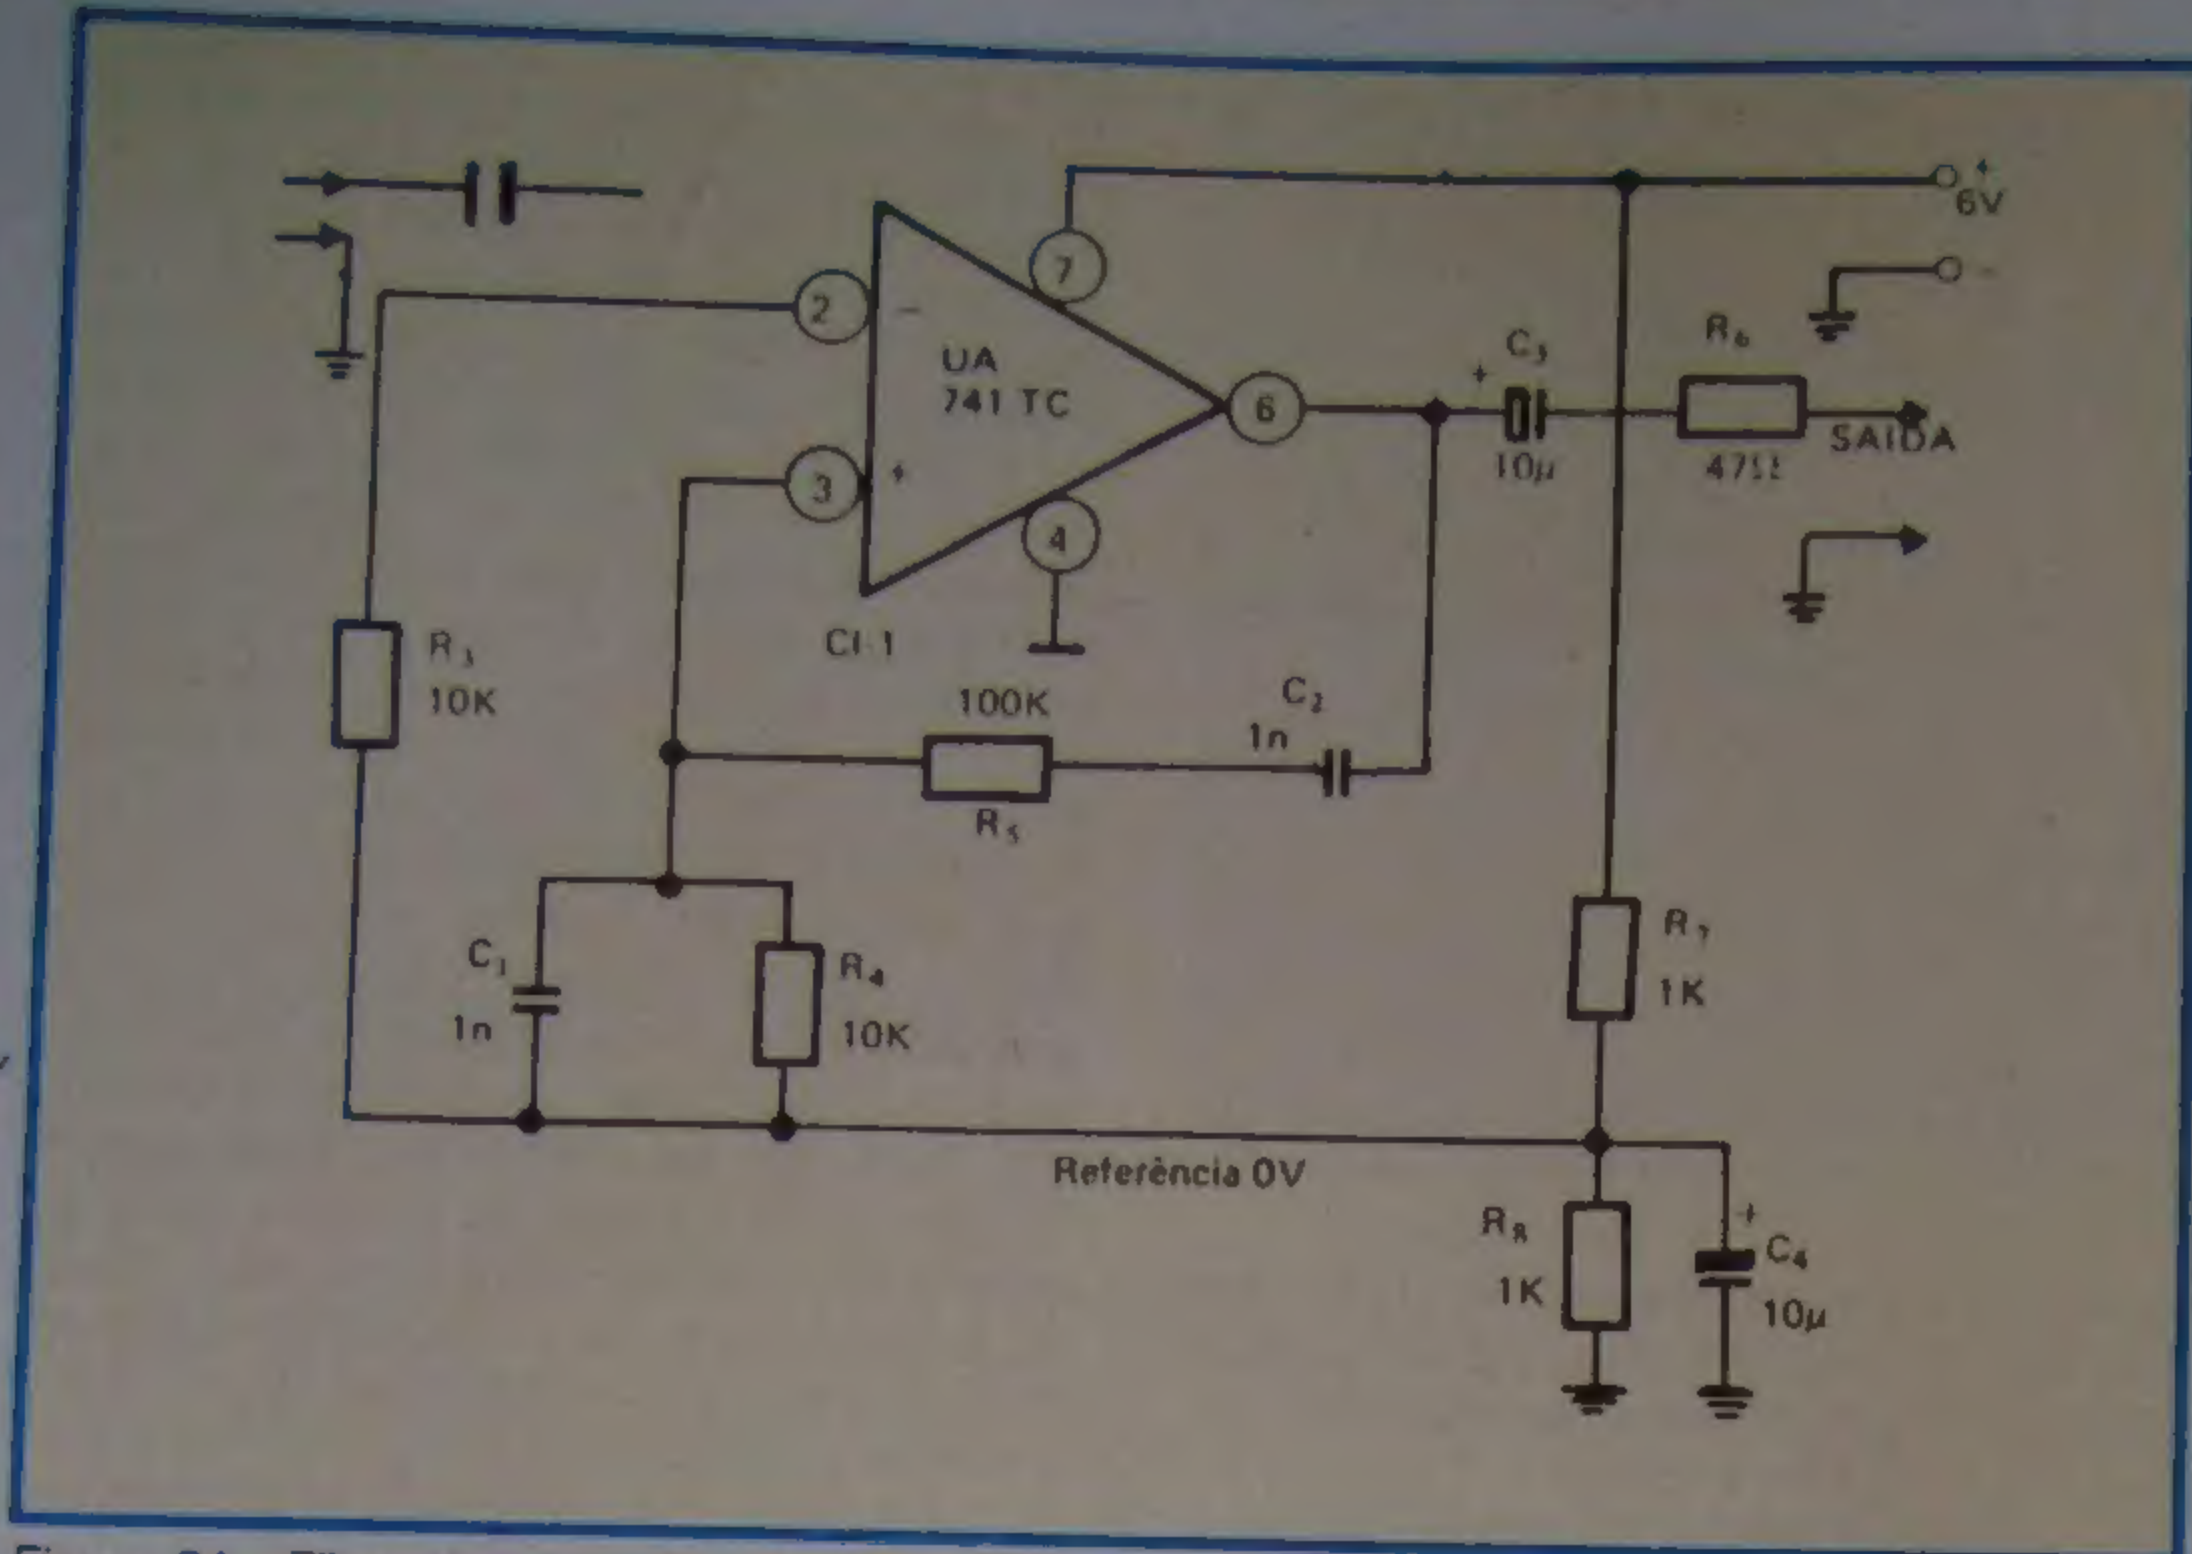 +
6V
-
7
2
-
UA
741 TC
6
+
C3
10µ
R6
47Ω
SAIDA
3
+
4
CI-1
R3
10K
100K
R5
C2
1n
C1
1n
R4
10K
R7
1K
Referência 0V
R8
1K
+
C4
10µ